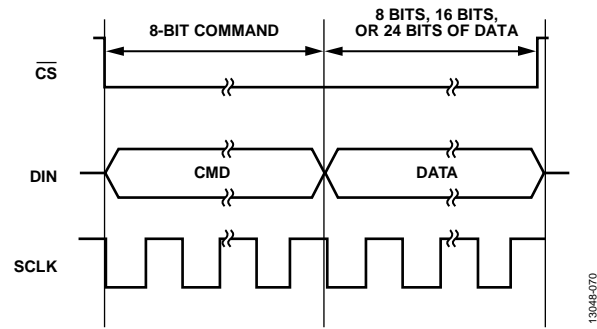 8-BIT COMMAND
8 BITS, 16 BITS,
OR 24 BITS OF DATA
CS
DIN
CMD
DATA
SCLK
13048-070